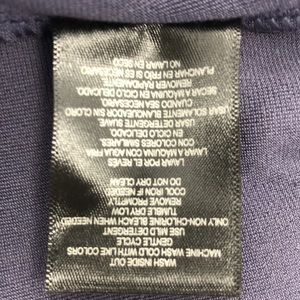 WASH INSIDE OUT
MACHINE WASH WITH LIKE COLORS
GENTLE CYCLE
USE MILD DETERGENT
ONLY NON-CHLORINE BLEACH WHEN NEEDED
TUMBLE DRY LOW
REMOVE PROMPTLY
COOL IRON IF NEEDED
DO NOT DRY CLEAN
LAVAR POR EL REVES
LAVAR A MAQUINA CON AGUA FRIA
CON COLORES SIMILARES
EN CICLO DELICADO
USAR DETERGENTE SUAVE
USAR SOLAMENTE BLANQUEADOR SIN CLORO
CUANDO SEA NECESARIO
SECAR A MAQUINA CICLO DELICADO
REMOVER RAPIDAMENTE
PLANCHAR EN FRIO SI ES NECESARIO
NO LAVAR EN SECO